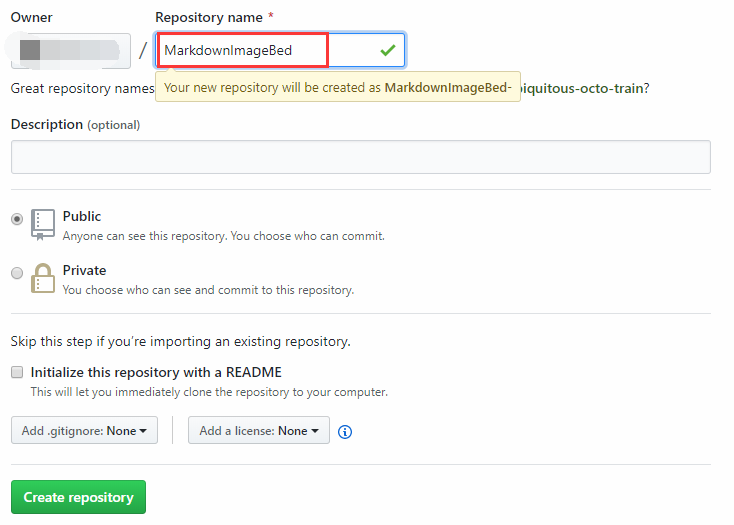 Owner
Repository name *
/ MarkdownImageBed
Great repository names
Your new repository will be created as MarkdownImageBed-
biquitous-octo-train?
Description (optional)
Public
Anyone can see this repository. You choose who can commit.
Private
You choose who can see and commit to this repository.
Skip this step if you're importing an existing repository.
Initialize this repository with a README
This will let you immediately clone the repository to your computer.
Add .gitignore: None
Add a license: None
Create repository